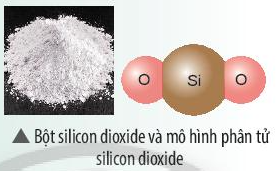 O Si O
▲ Bột silicon dioxide và mô hình phân tử
silicon dioxide